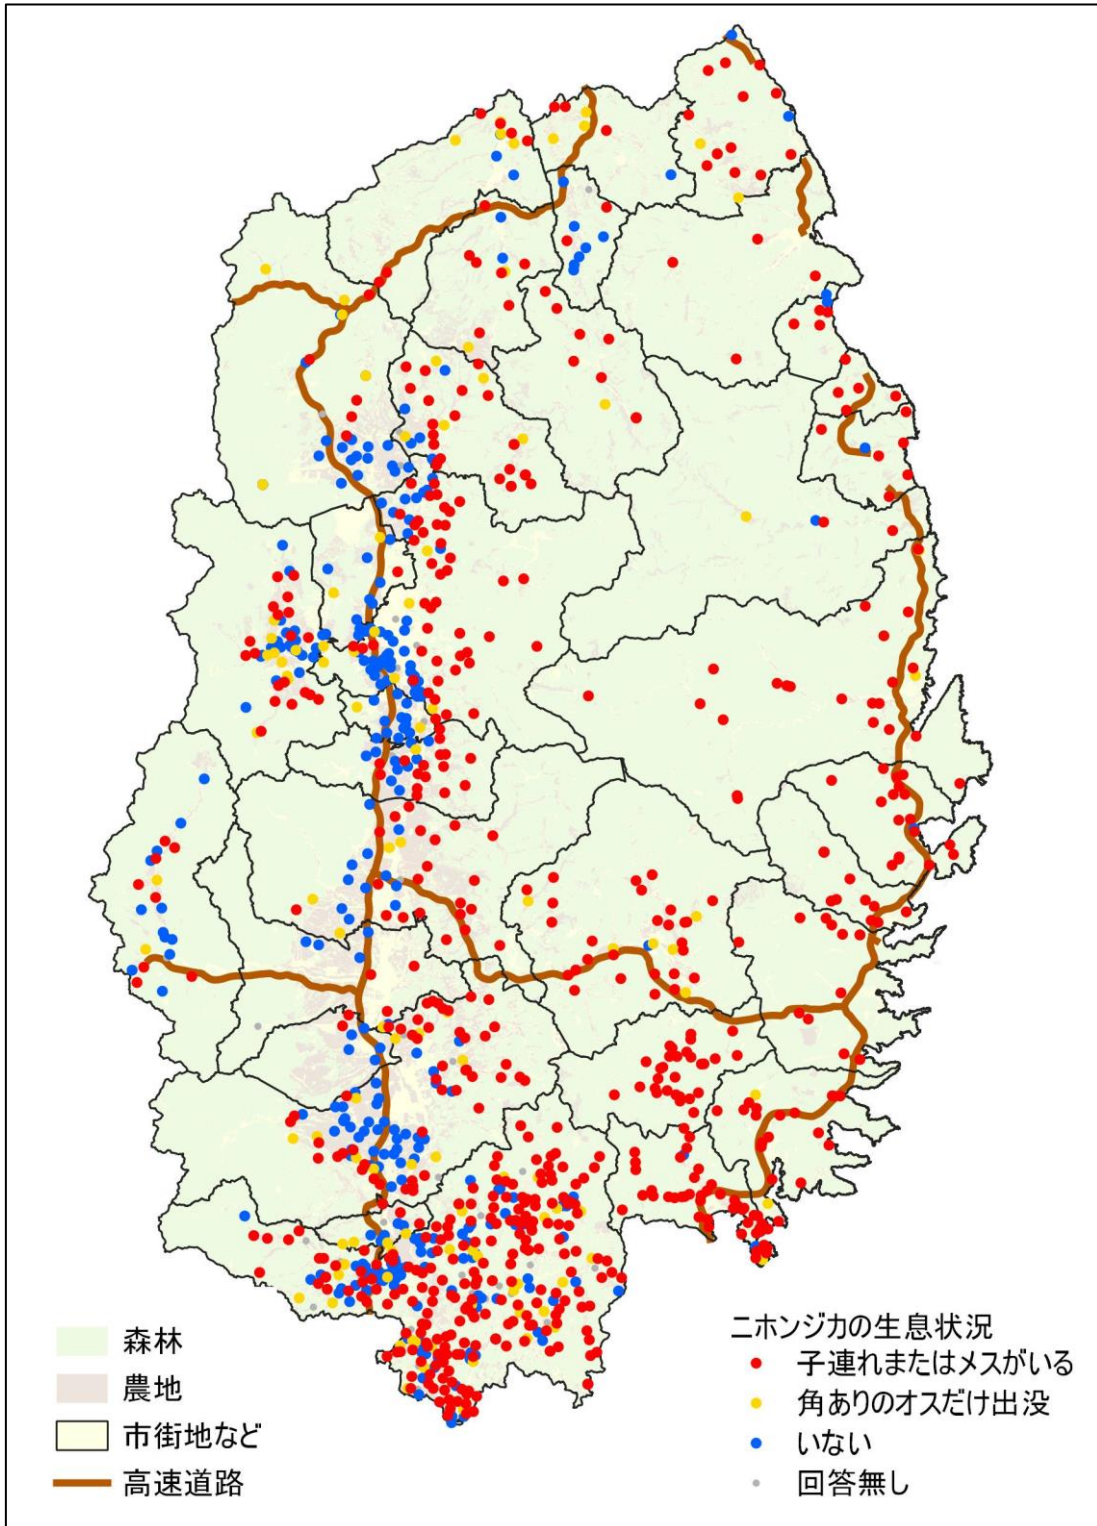 森林
農地
市街地など
高速道路
ニホンジカの生息状況
子連れまたはメスがいる
角ありのオスだけ出没
いない
回答無し